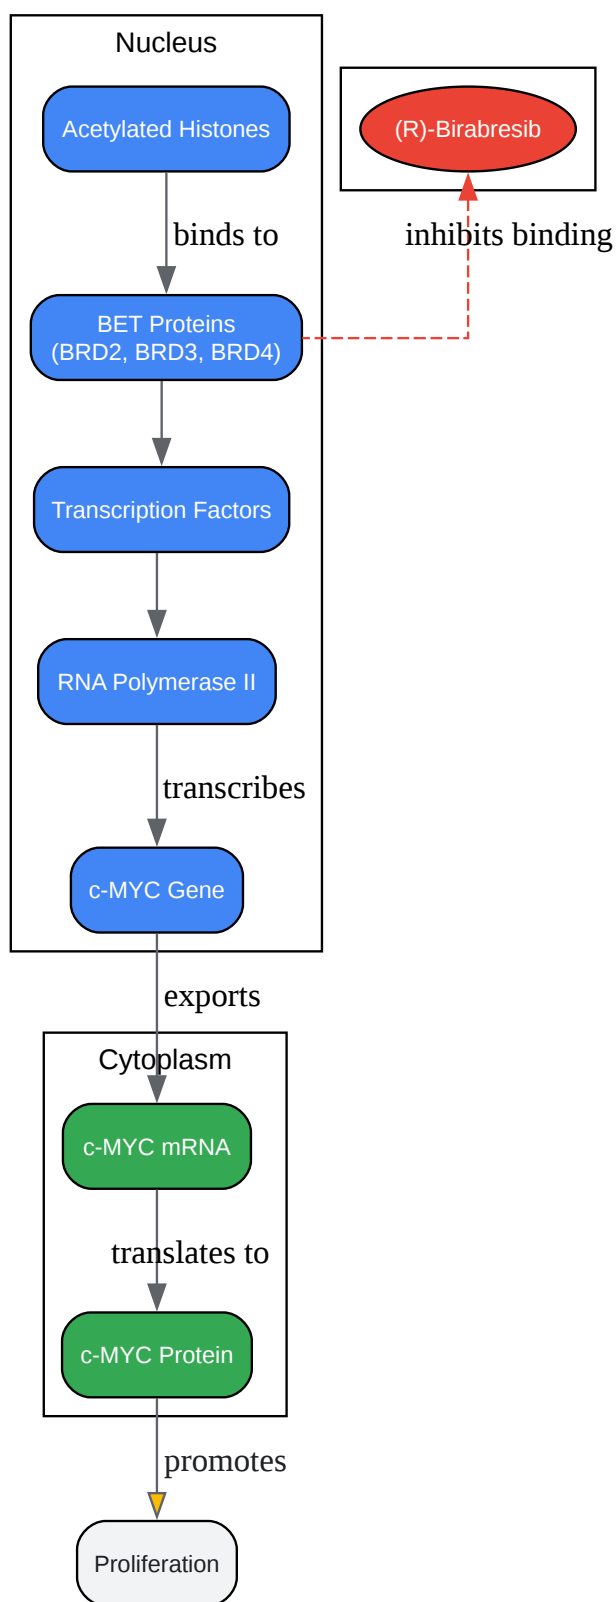 Nucleus
Acetylated Histones
(R)-Birabresib
binds to
inhibits binding
BET Proteins
(BRD2, BRD3, BRD4)
Transcription Factors
RNA Polymerase II
transcribes
c-MYC Gene
exports
Cytoplasm
c-MYC mRNA
translates to
c-MYC Protein
promotes
Proliferation